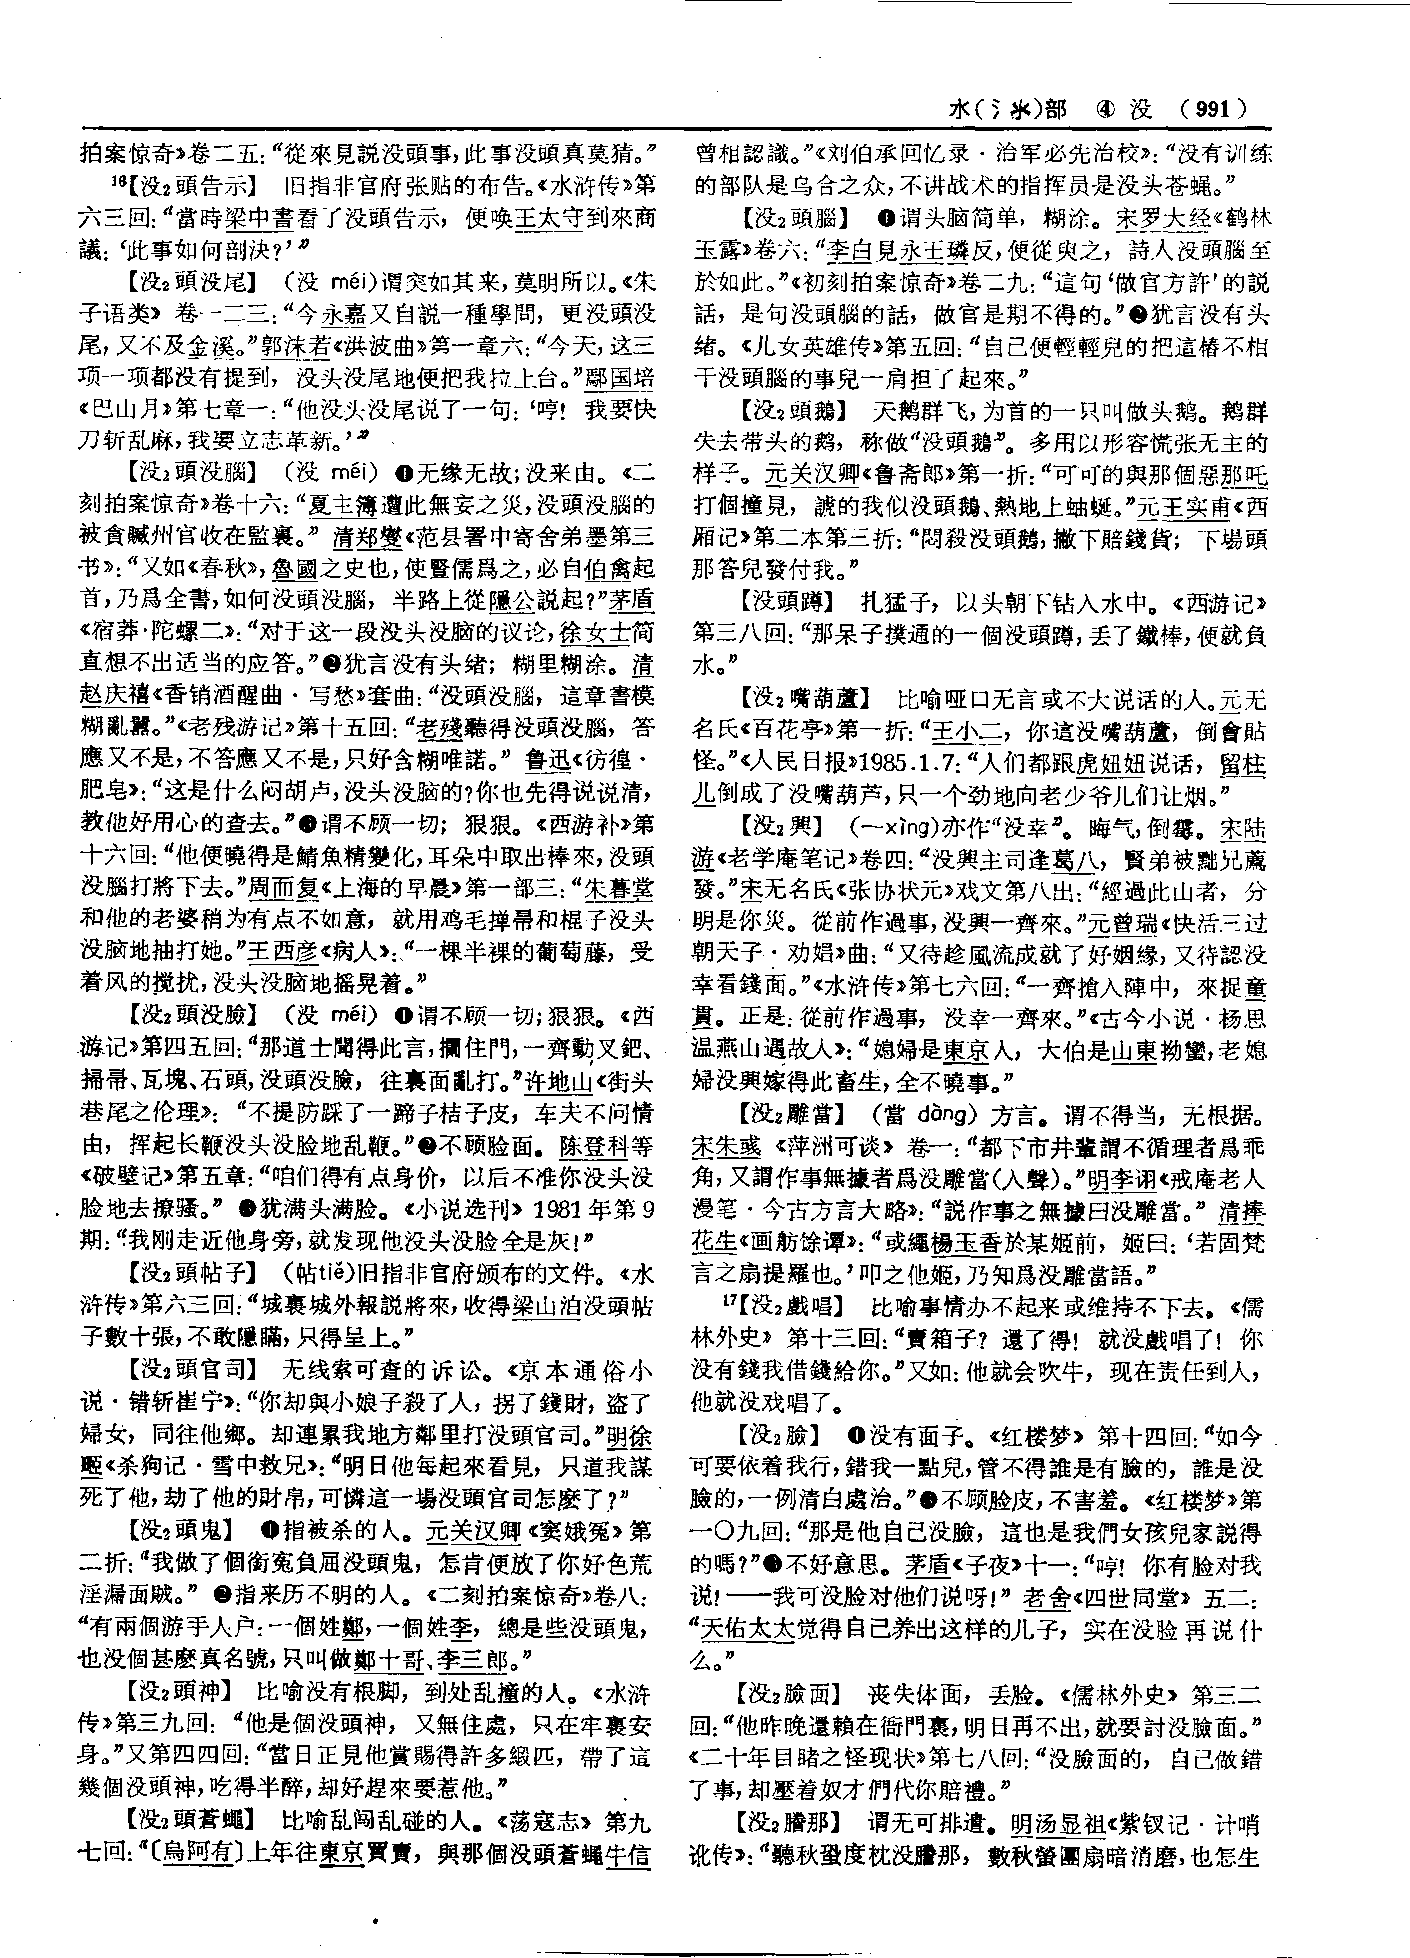 水(氵氺)部 ④ 没 (991)
拍案惊奇》卷二五：“從來見説没頭事，此事没頭真莫猜。”
16【没₂頭告示】 旧指非官府张贴的布告。《水浒传》第
六三回：“當時梁中書看了没頭告示，便唤王太守到來商
議：‘此事如何剖决？’”
【没₂頭没尾】 （没 méi）谓突如其来，莫明所以。《朱
子语类》卷一二三：“今永嘉又自説一種學問，更没頭没
尾，又不及金溪。”郭沫若《洪波曲》第一章六：“今天，这三
项一项都没有提到，没头没尾地便把我拉上台。”鄢国培
《巴山月》第七章一：“他没头没尾说了一句：‘哼！我要快
刀斩乱麻，我要立志革新。’”
【没₂頭没腦】 （没 méi）❶无缘无故；没来由。《二
刻拍案惊奇》卷十六：“夏主簿遭此無妄之災，没頭没腦的
被貪贓州官收在監裏。” 清郑燮《范县署中寄舍弟墨第三
书》：“又如《春秋》，魯國之史也，使賢儒爲之，必自伯禽起
首，乃爲全書，如何没頭没腦，半路上從隱公説起？”茅盾
《宿莽·陀螺二》：“对于这一段没头没脑的议论，徐女士简
直想不出适当的应答。”❷犹言没有头绪；糊里糊涂。清
赵庆禧《香销酒醒曲·写愁》套曲：“没頭没腦，這章書模
糊亂囂。”《老残游记》第十五回：“老殘聽得没頭没腦，答
應又不是，不答應又不是，只好含糊唯諾。” 鲁迅《彷徨·
肥皂》：“这是什么闷胡卢，没头没脑的？你也先得说说清，
教他好用心的查去。”❸谓不顾一切；狠狠。《西游补》第
十六回：“他便曉得是鯖魚精變化，耳朵中取出棒來，没頭
没腦打將下去。”周而复《上海的早晨》第一部三：“朱暮堂
和他的老婆稍为有点不如意，就用鸡毛掸帚和棍子没头
没脑地抽打她。”王西彦《病人》：“一棵半裸的葡萄藤，受
着风的搅扰，没头没脑地摇晃着。”
【没₂頭没臉】 （没 méi）❶谓不顾一切；狠狠。《西
游记》第四五回：“那道士聞得此言，攔住門，一齊動叉鈀、
掃帚、瓦塊、石頭，没頭没臉，往裏面亂打。”许地山《街头
巷尾之伦理》：“不提防踩了一蹄子桔子皮，车夫不问情
由，挥起长鞭没头没脸地乱鞭。”❷不顾脸面。陈登科等
《破壁记》第五章：“咱们得有点身价，以后不准你没头没
脸地去撩骚。” ❸犹满头满脸。《小说选刊》1981年第9
期：“我刚走近他身旁，就发现他没头没脸全是灰！”
【没₂頭帖子】 （帖tiě）旧指非官府颁布的文件。《水
浒传》第六三回：“城裏城外報説將來，收得梁山泊没頭帖
子數十張，不敢隱瞞，只得呈上。”
【没₂頭官司】 无线索可查的诉讼。《京本通俗小
说·错斩崔宁》：“你却與小娘子殺了人，拐了錢財，盗了
婦女，同往他鄉。却連累我地方鄰里打没頭官司。”明徐
㬇《杀狗记·雪中救兄》：“明日他每起來看見，只道我謀
死了他，劫了他的財帛，可憐這一場没頭官司怎麽了？”
【没₂頭鬼】 ❶指被杀的人。元关汉卿《窦娥冤》第
二折：“我做了個銜冤負屈没頭鬼，怎肯便放了你好色荒
淫漏面賊。” ❷指来历不明的人。《二刻拍案惊奇》卷八：
“有兩個游手人户：一個姓鄭，一個姓李，總是些没頭鬼，
也没個甚麽真名號，只叫做鄭十哥、李三郎。”
【没₂頭神】 比喻没有根脚，到处乱撞的人。《水浒
传》第三九回：“他是個没頭神，又無住處，只在牢裏安
身。”又第四四回：“當日正見他賞賜得許多緞匹，帶了這
幾個没頭神，吃得半醉，却好趕來要惹他。”
【没₂頭蒼蠅】 比喻乱闯乱碰的人。《荡寇志》第九
七回：“〔烏阿有〕上年往東京買賣，與那個没頭蒼蠅牛信
曾相認識。”《刘伯承回忆录·治军必先治校》：“没有训练
的部队是乌合之众，不讲战术的指挥员是没头苍蝇。”
【没₂頭腦】 ❶谓头脑简单，糊涂。宋罗大经《鹤林
玉露》卷六：“李白見永王璘反，便從臾之，詩人没頭腦至
於如此。”《初刻拍案惊奇》卷二九：“這句‘做官方許’的説
話，是句没頭腦的話，做官是期不得的。”❷犹言没有头
绪。《儿女英雄传》第五回：“自己便輕輕兒的把這樁不相
干没頭腦的事兒一肩担了起來。”
【没₂頭鵝】 天鹅群飞，为首的一只叫做头鹅。鹅群
失去带头的鹅，称做“没頭鵝”。多用以形容慌张无主的
样子。元关汉卿《鲁斋郎》第一折：“可可的與那個惡那吒
打個撞見，諕的我似没頭鵝、熱地上蚰蜒。”元王实甫《西
厢记》第二本第三折：“悶殺没頭鵝，撇下賠錢貨；下場頭
那答兒發付我。”
【没頭蹲】 扎猛子，以头朝下钻入水中。《西游记》
第三八回：“那呆子撲通的一個没頭蹲，丢了鐵棒，便就負
水。”
【没₂嘴葫蘆】 比喻哑口无言或不大说话的人。元无
名氏《百花亭》第一折：“王小二，你這没嘴葫蘆，倒會貼
怪。”《人民日报》1985.1.7：“人们都跟虎妞妞说话，留柱
儿倒成了没嘴葫芦，只一个劲地向老少爷儿们让烟。”
【没₂興】 （—xìng）亦作“没幸”。晦气，倒霉。宋陆
游《老学庵笔记》卷四：“没興主司逢葛八，賢弟被黜兄薦
發。”宋无名氏《张协状元》戏文第八出：“經過此山者，分
明是你災。從前作過事，没興一齊來。”元曾瑞《快活三过
朝天子·劝娼》曲：“又待趁風流成就了好姻缘，又待認没
幸看錢面。”《水浒传》第七六回：“一齊搶入陣中，來捉童
貫。正是：從前作過事，没幸一齊來。”《古今小说·杨思
温燕山遇故人》：“媳婦是東京人，大伯是山東拗蠻，老媳
婦没興嫁得此畜生，全不曉事。”
【没₂雕當】 （當 dàng）方言。谓不得当，无根据。
宋朱彧《萍洲可谈》卷一：“都下市井輩謂不循理者爲乖
角，又謂作事無據者爲没雕當(入聲)。”明李诩《戒庵老人
漫笔·今古方言大略》：“説作事之無據曰没雕當。” 清捧
花生《画舫馀谭》：“或繩楊玉香於某姬前，姬曰：‘若固梵
言之扇提羅也。’叩之他姬，乃知爲没雕當語。”
17【没₂戲唱】 比喻事情办不起来或维持不下去。《儒
林外史》第十三回：“賣箱子？還了得！就没戲唱了！你
没有錢我借錢給你。”又如：他就会吹牛，现在责任到人，
他就没戏唱了。
【没₂臉】 ❶没有面子。《红楼梦》第十四回：“如今
可要依着我行，錯我一點兒，管不得誰是有臉的，誰是没
臉的，一例清白處治。”❷不顾脸皮，不害羞。《红楼梦》第
一〇九回：“那是他自己没臉，這也是我們女孩兒家説得
的嗎？”❸不好意思。茅盾《子夜》十一：“哼！你有脸对我
说！——我可没脸对他们说呀！” 老舍《四世同堂》五二：
“天佑太太觉得自己养出这样的儿子，实在没脸再说什
么。”
【没₂臉面】 丧失体面，丢脸。《儒林外史》第三二
回：“他昨晚還賴在衙門裏，明日再不出，就要討没臉面。”
《二十年目睹之怪现状》第七八回：“没臉面的，自己做錯
了事，却壓着奴才們代你賠禮。”
【没₂騰那】 谓无可排遣。明汤显祖《紫钗记·计哨
讹传》：“聽秋蛩度枕没騰那，數秋螢團扇暗消磨，也怎生